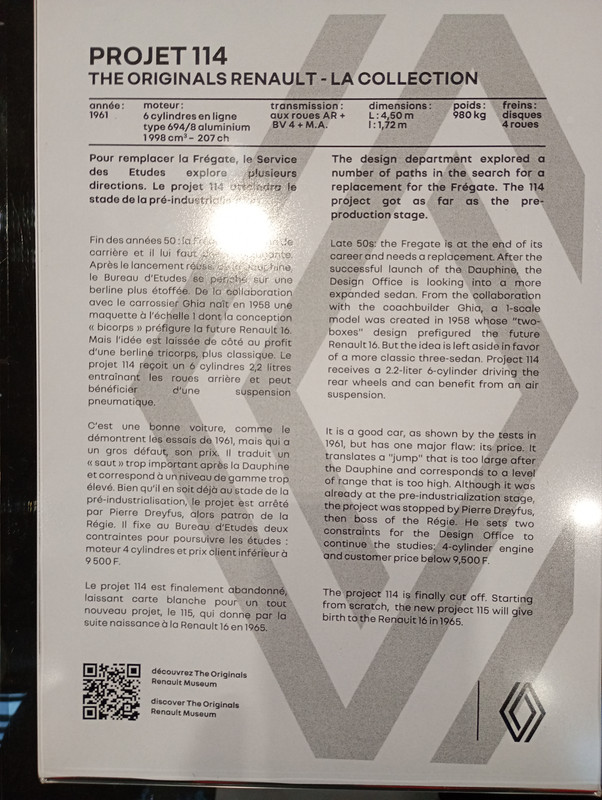 PROJET 114
THE ORIGINALS RENAULT - LA COLLECTION
année :
1961
moteur :
6 cylindres en ligne
type 694/8 aluminium
1 998 cm³ - 207 ch
transmission :
aux roues AR +
BV 4 + M.A.
dimensions :
L : 4,50 m
l : 1,72 m
poids :
980 kg
freins :
disques
4 roues
Pour remplacer la Frégate, le Service
des Etudes explore plusieurs
directions. Le projet 114 atteindra le
stade de la pré-industrialisation.
The design department explored a
number of paths in the search for a
replacement for the Frégate. The 114
project got as far as the pre-
production stage.
Fin des années 50 : la Frégate de
carrière et il lui faut
Après le lancement réussi de la Dauphine,
le Bureau d'Etudes se penche sur une
berline plus étoffée. De la collaboration
avec le carrossier Ghia naît en 1958 une
maquette à l'échelle 1 dont la conception
« bicorps » préfigure la future Renault 16.
Mais l'idée est laissée de côté au profit
d'une berline tricorps, plus classique. Le
projet 114 reçoit un 6 cylindres 2,2 litres
entraînant les roues arrière et peut
bénéficier d'une suspension
pneumatique.
C'est une bonne voiture, comme le
démontrent les essais de 1961, mais qui a
un gros défaut, son prix. Il traduit un
« saut » trop important après la Dauphine
et correspond à un niveau de gamme trop
élevé. Bien qu'il en soit déjà au stade de la
pré-industrialisation, le projet est arrêté
par Pierre Dreyfus, alors patron de la
Régie. Il fixe au Bureau d'Etudes deux
contraintes pour poursuivre les études :
moteur 4 cylindres et prix client inférieur à
9 500 F.
Le projet 114 est finalement abandonné,
laissant carte blanche pour un tout
nouveau projet, le 115, qui donne par la
suite naissance à la Renault 16 en 1965.
Late 50s: the Fregate is at the end of its
career and needs a replacement. After the
successful launch of the Dauphine, the
Design Office is looking into a more
expanded sedan. From the collaboration
with the coachbuilder Ghia, a 1-scale
model was created in 1958 whose "two-
boxes" design prefigured the future
Renault 16. But the idea is left aside in favor
of a more classic three-sedan. Project 114
receives a 2.2-liter 6-cylinder driving the
rear wheels and can benefit from an air
suspension.
It is a good car, as shown by the tests in
1961, but has one major flaw: its price. It
translates a "jump" that is too large after
the Dauphine and corresponds to a level
of range that is too high. Although it was
already at the pre-industrialization stage,
the project was stopped by Pierre Dreyfus,
then boss of the Régie. He sets two
constraints for the Design Office to
continue the studies: 4-cylinder engine
and customer price below 9,500 F.
The project 114 is finally cut off. Starting
from scratch, the new project 115 will give
birth to the Renault 16 in 1965.
découvrez The Originals
Renault Museum
discover The Originals
Renault Museum